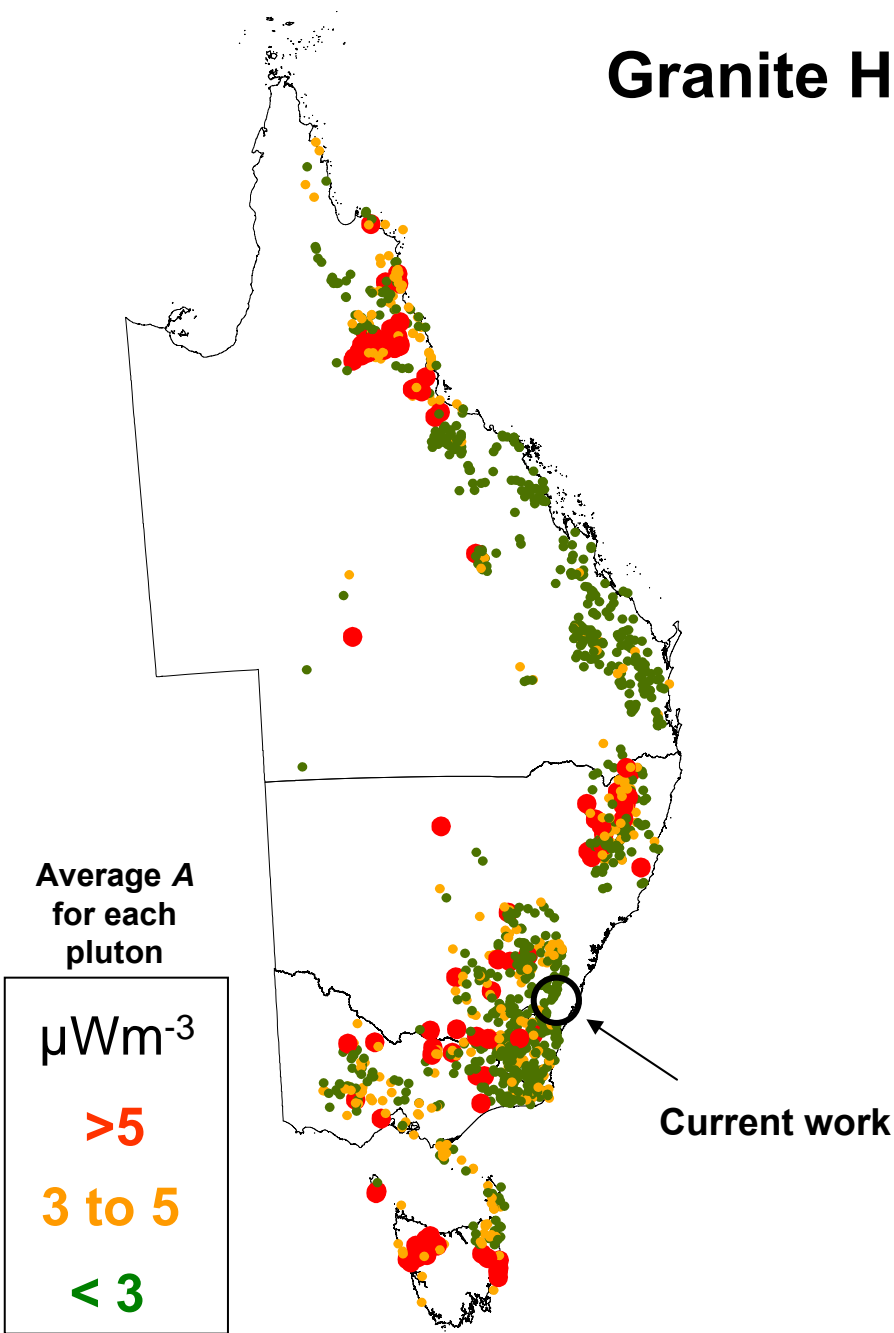 Granite H
Average A
for each
pluton
µWm-3
>5
3 to 5
< 3
Current work